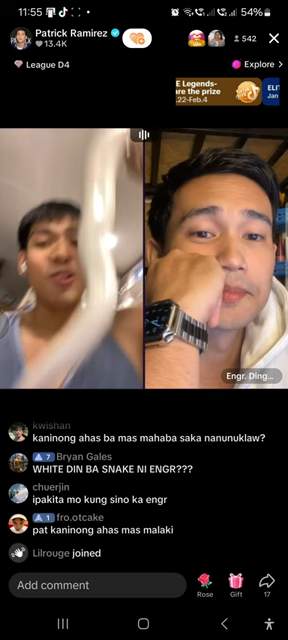 11:55
54%
Patrick Ramirez
13.4K
542
League D4
Explore >
E Legends-
are the prize
.22-Feb.4
ELIT
Jan
Engr. Ding...
kwishan
kaninong ahas ba mas mahaba saka nanunuklaw?
7 Bryan Gales
WHITE DIN BA SNAKE NI ENGR???
chuerjin
ipakita mo kung sino ka engr
1 fro.otcake
pat kaninong ahas mas malaki
Lilrouge joined
Add comment
Rose
Gift
17